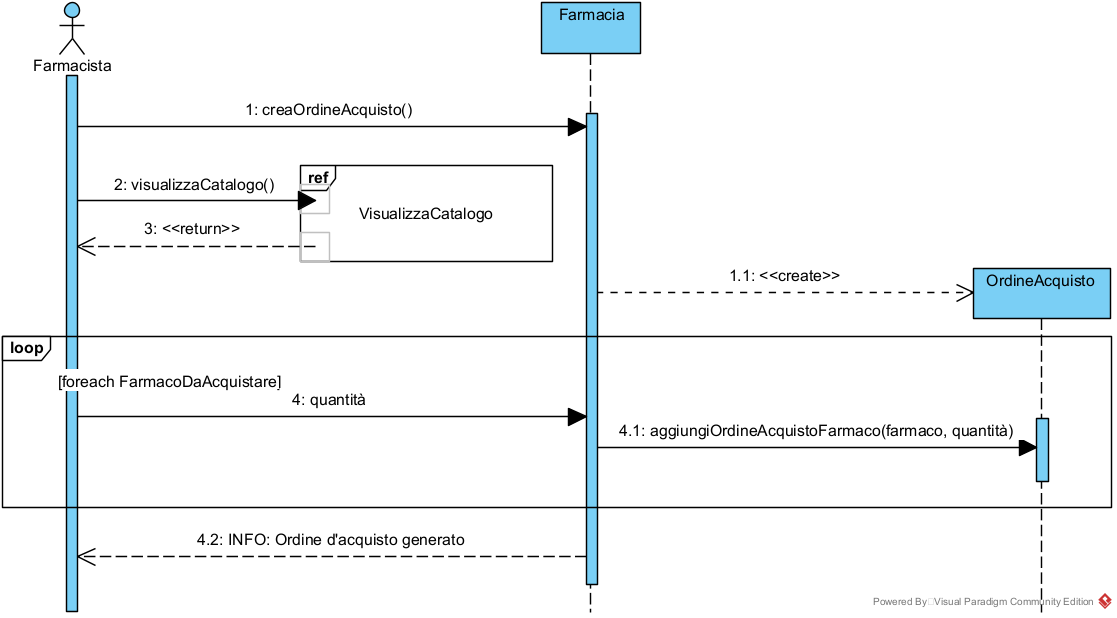 Farmacista
Farmacia
1: creaOrdineAcquisto()
ref
2: visualizzaCatalogo()
VisualizzaCatalogo
3: <<return>>
1.1: <<create>>
OrdineAcquisto
loop
[foreach FarmacoDaAcquistare]
4: quantità
4.1: aggiungiOrdineAcquistoFarmaco(farmaco, quantità)
4.2: INFO: Ordine d'acquisto generato
Powered By Visual Paradigm Community Edition